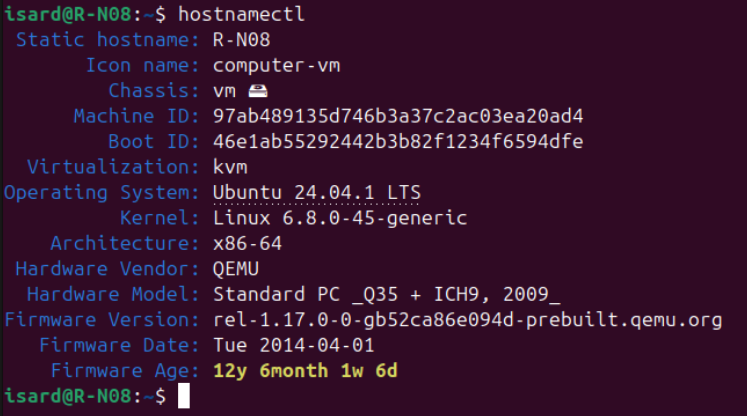 isard@R-N08:~$ hostnamectl
Static hostname: R-N08
Icon name: computer-vm
Chassis: vm 🖴
Machine ID: 97ab489135d746b3a37c2ac03ea20ad4
Boot ID: 46e1ab55292442b3b82f1234f6594dfe
Virtualization: kvm
Operating System: Ubuntu 24.04.1 LTS
Kernel: Linux 6.8.0-45-generic
Architecture: x86-64
Hardware Vendor: QEMU
Hardware Model: Standard PC _Q35 + ICH9, 2009_
Firmware Version: rel-1.17.0-0-gb52ca86e094d-prebuilt.qemu.org
Firmware Date: Tue 2014-04-01
Firmware Age: 12y 6month 1w 6d
isard@R-N08:~$